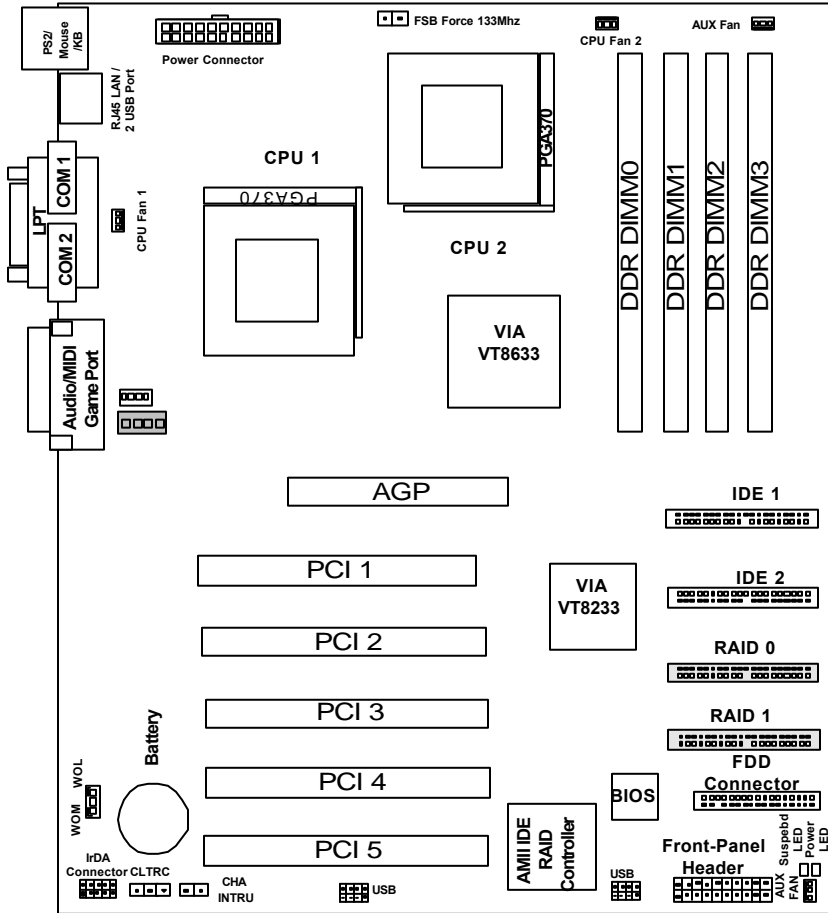 PS2/
Mouse
/KB
Power Connector
FSB Force 133Mhz
CPU Fan 2
AUX Fan
RJ45 LAN /
2 USB Port
CPU 1
PGA370
PGA370
CPU 2
COM 1
LPT
COM 2
CPU Fan 1
DDR DIMM0
DDR DIMM1
DDR DIMM2
DDR DIMM3
VIA
VT8633
Audio/MIDI
Game Port
AGP
IDE 1
PCI 1
VIA
VT8233
IDE 2
PCI 2
RAID 0
PCI 3
RAID 1
Battery
FDD
Connector
WOL
WOM
PCI 4
BIOS
AMII IDE
RAID
Controller
PCI 5
Front-Panel
Header
Suspebd
LED
Power
LED
AUX
FAN
IrDA
Connector
CLTRC
CHA
INTRU
USB
USB